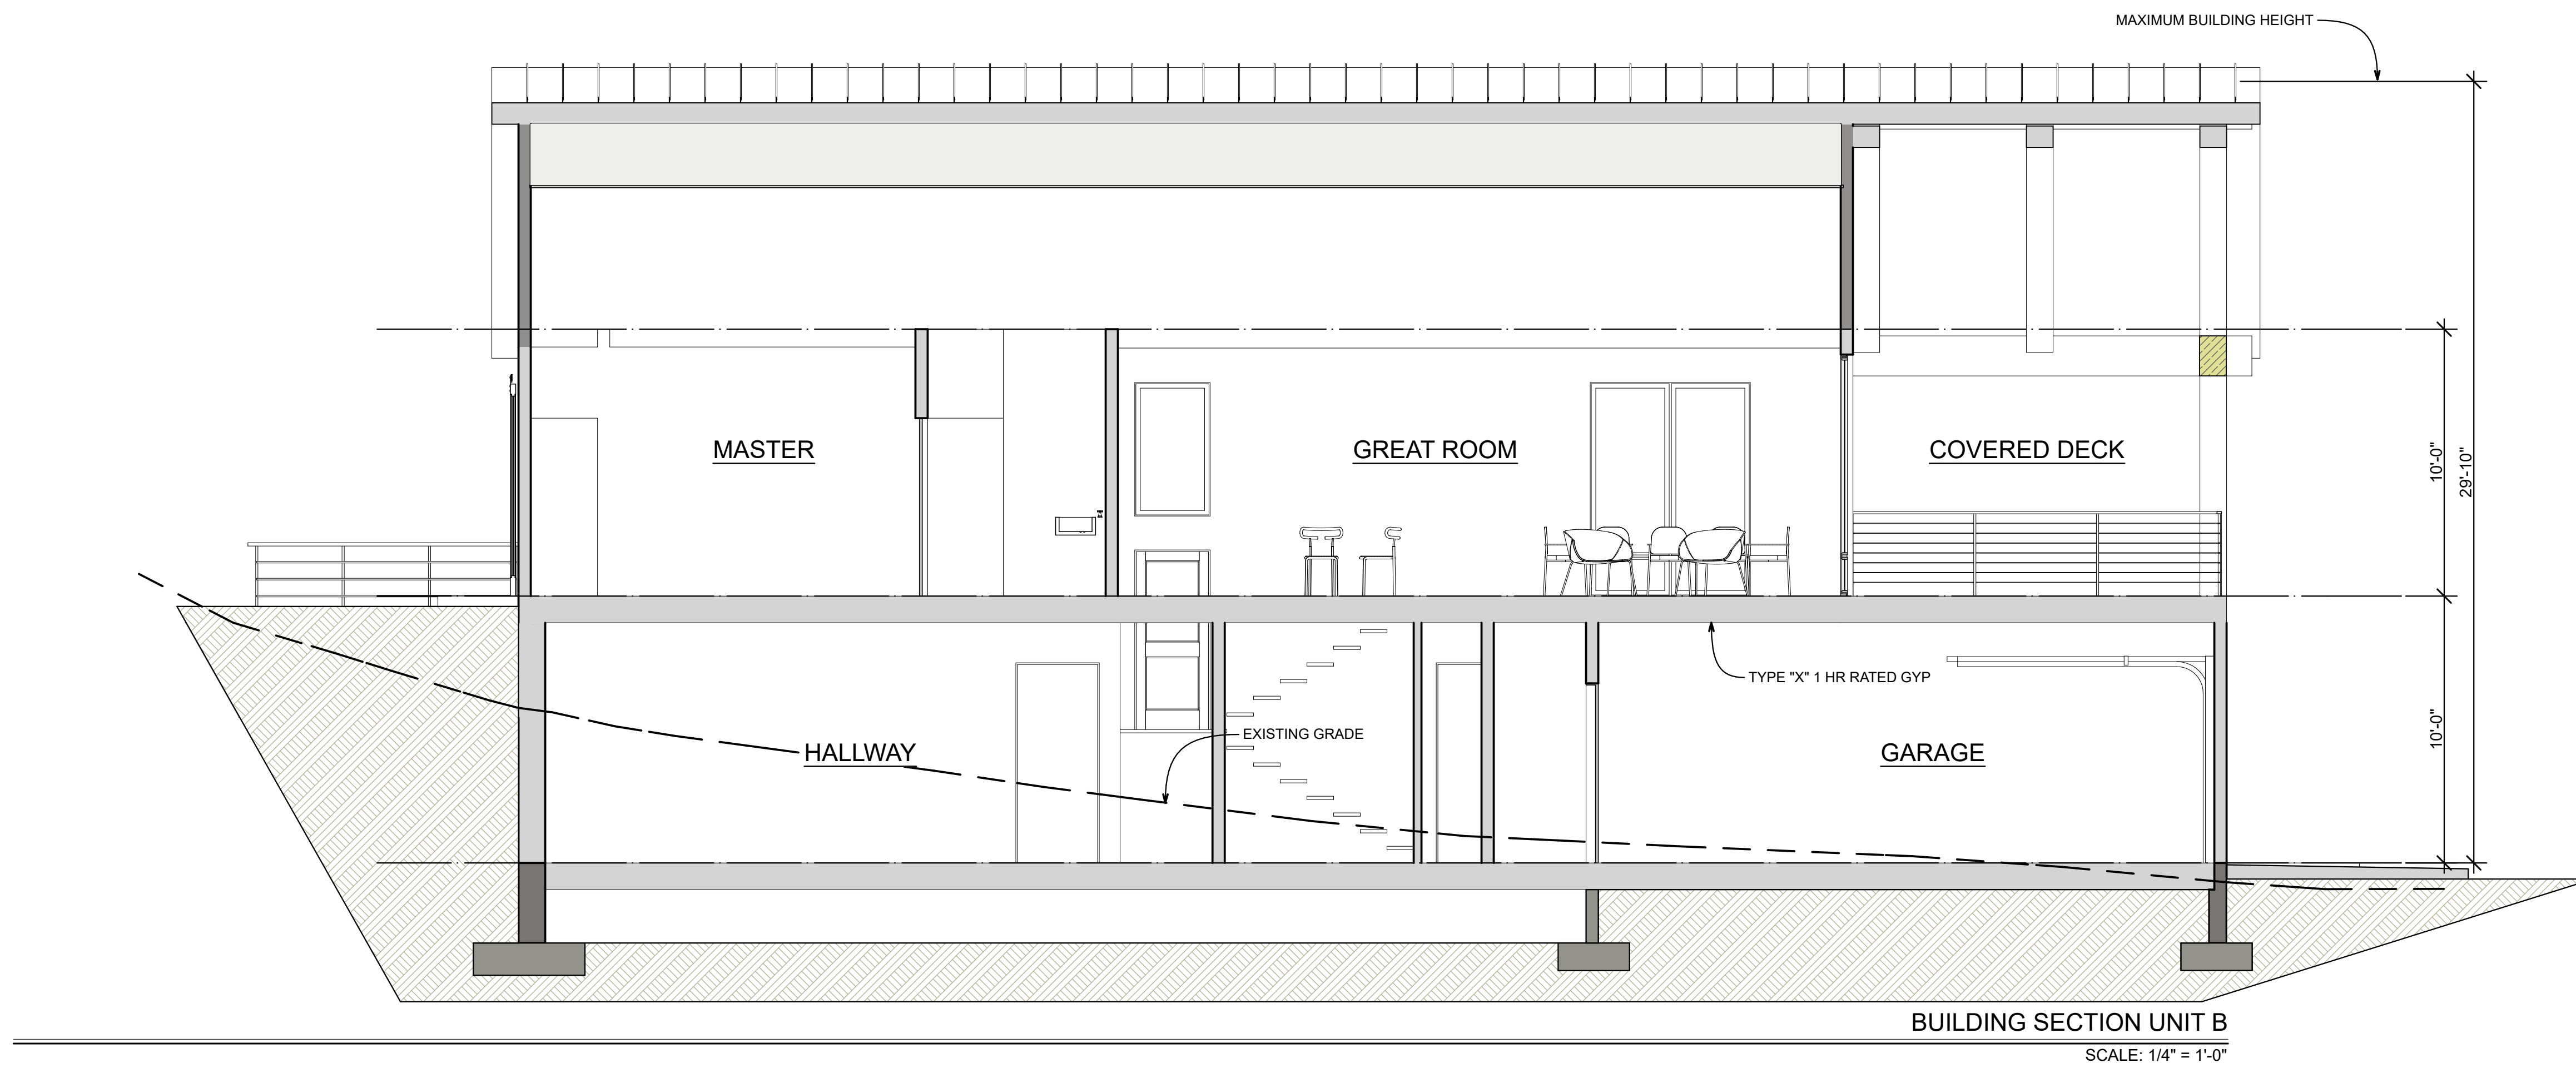 MAXIMUM BUILDING HEIGHT
MASTER
GREAT ROOM
COVERED DECK
10'-0"
29'-10"
TYPE "X" 1 HR RATED GYP
EXISTING GRADE
HALLWAY
GARAGE
10'-0"
BUILDING SECTION UNIT B
SCALE: 1/4" = 1'-0"